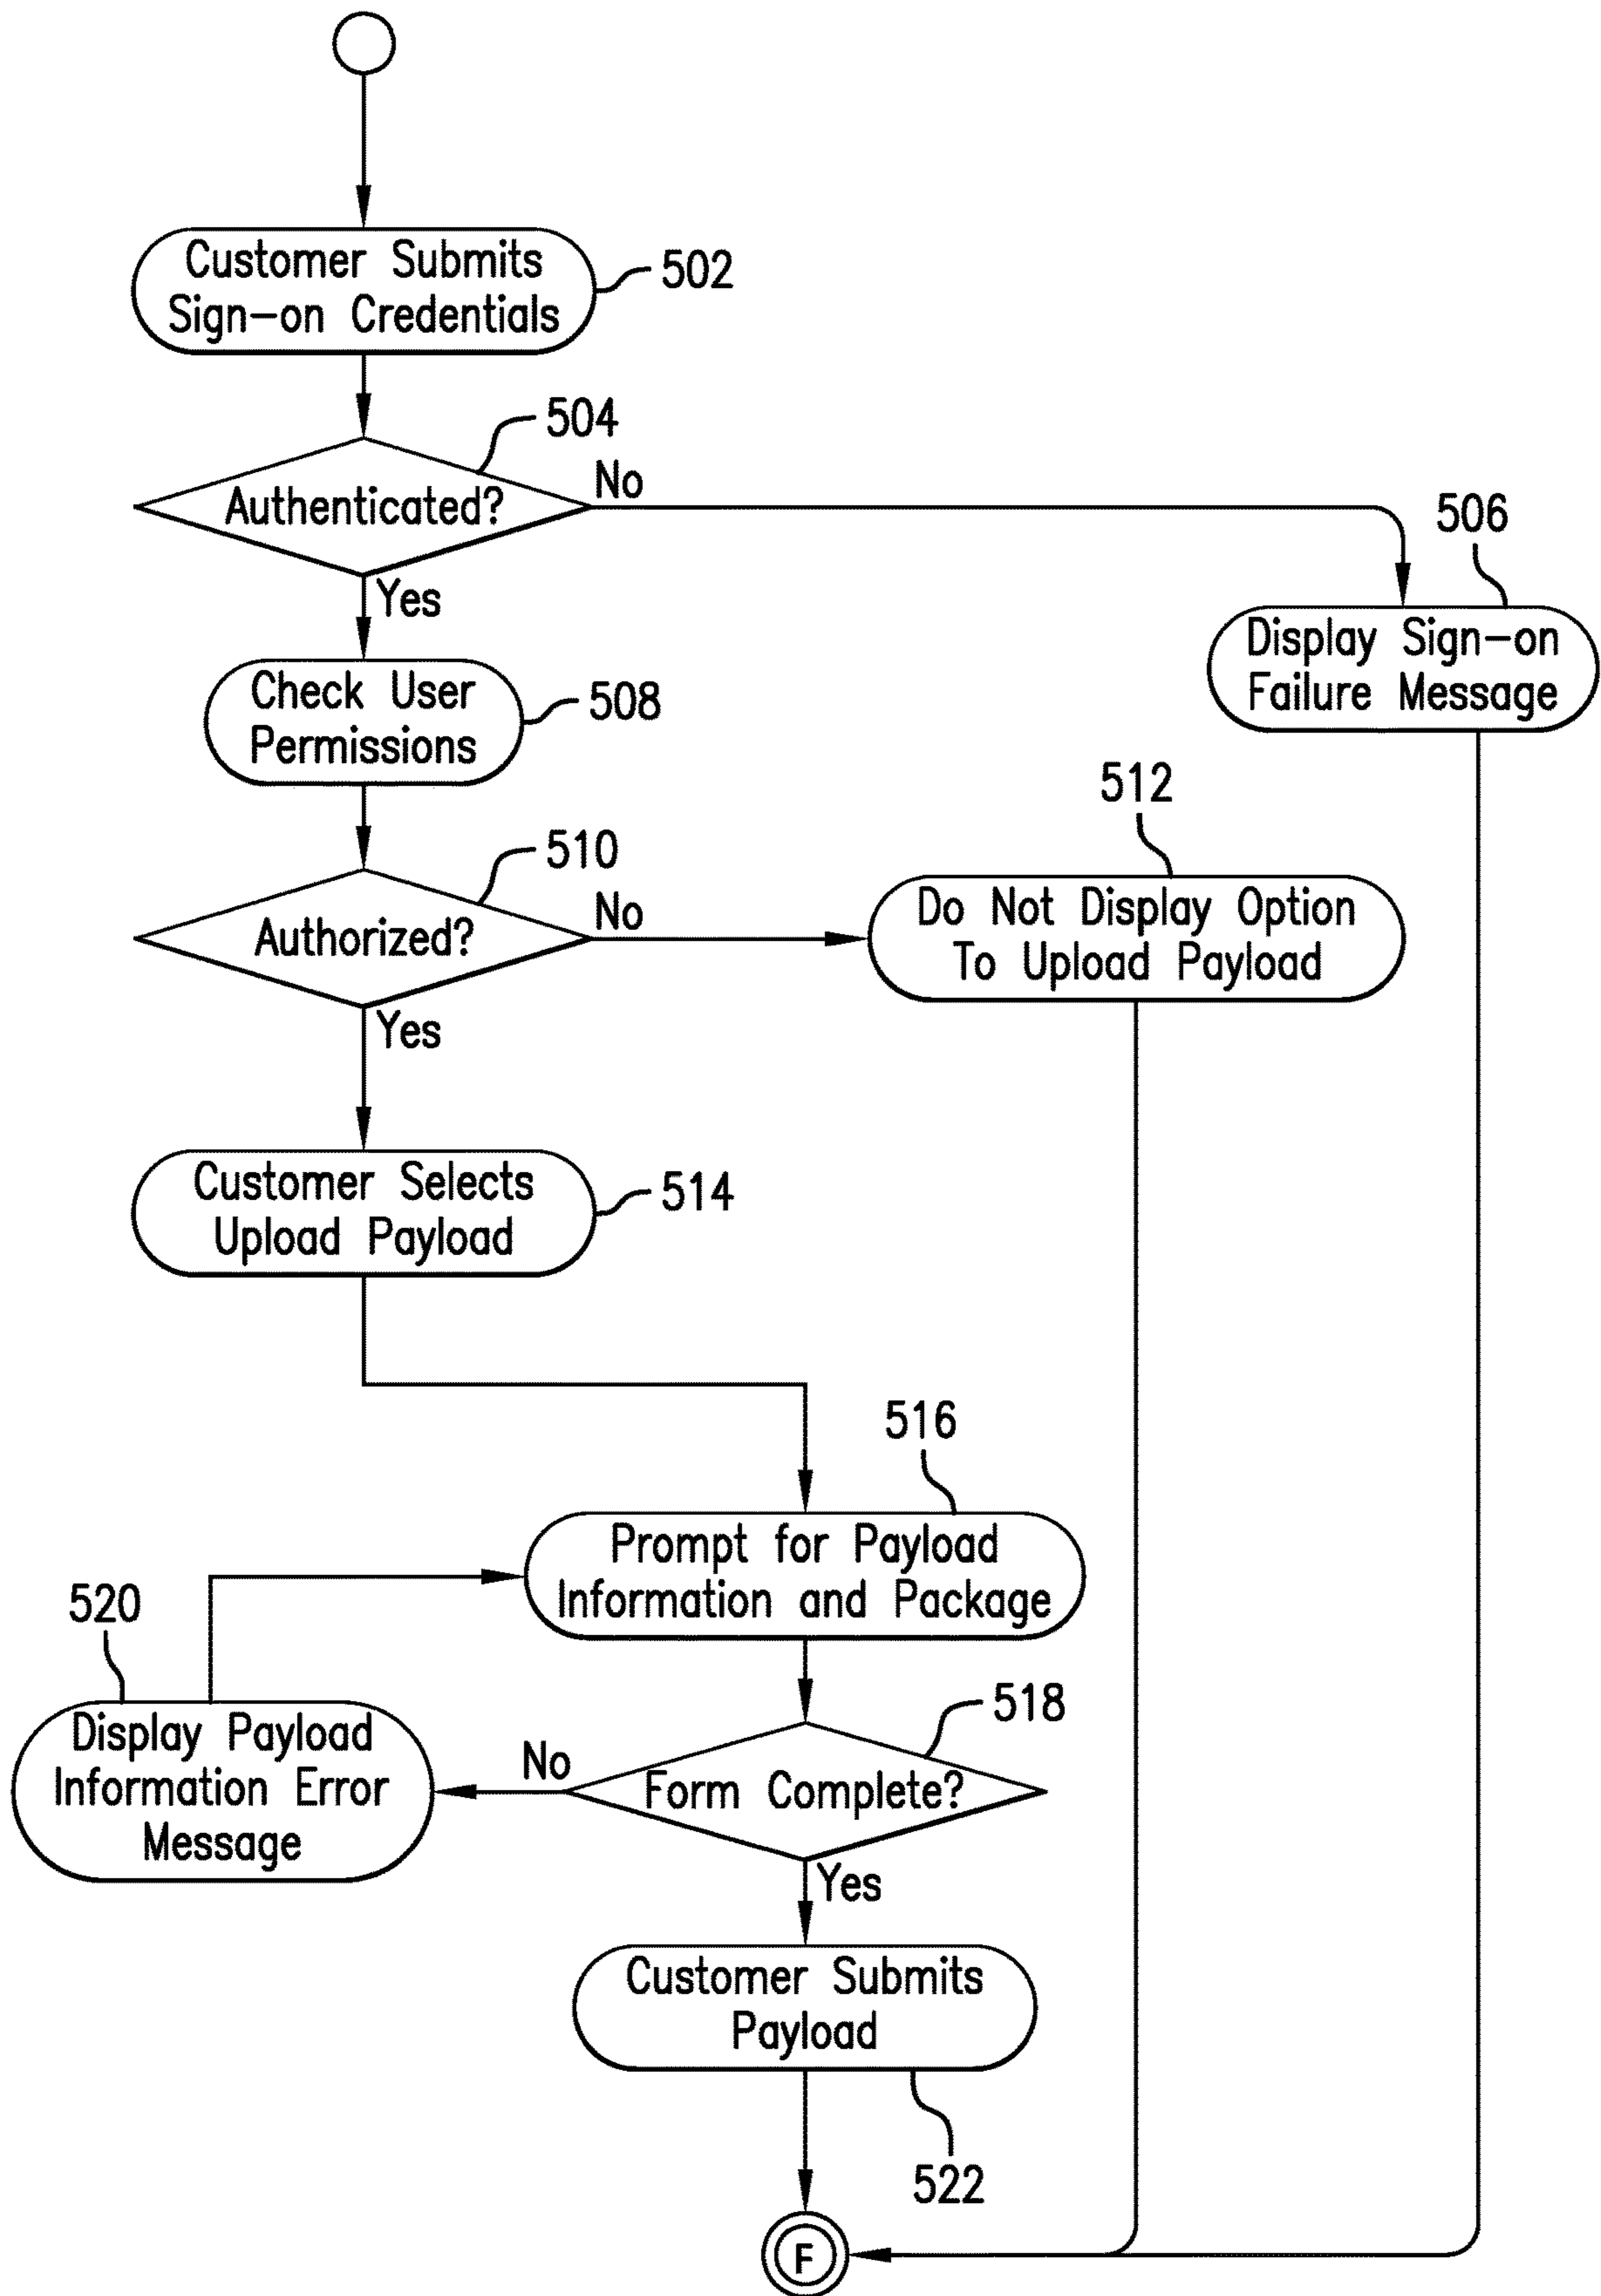 Customer Submits
Sign-on Credentials
502
504
Authenticated?
No
Yes
506
Display Sign-on
Failure Message
Check User
Permissions
508
510
Authorized?
No
Yes
512
Do Not Display Option
To Upload Payload
Customer Selects
Upload Payload
514
516
Prompt for Payload
Information and Package
518
Form Complete?
No
Yes
520
Display Payload
Information Error
Message
Customer Submits
Payload
522
F